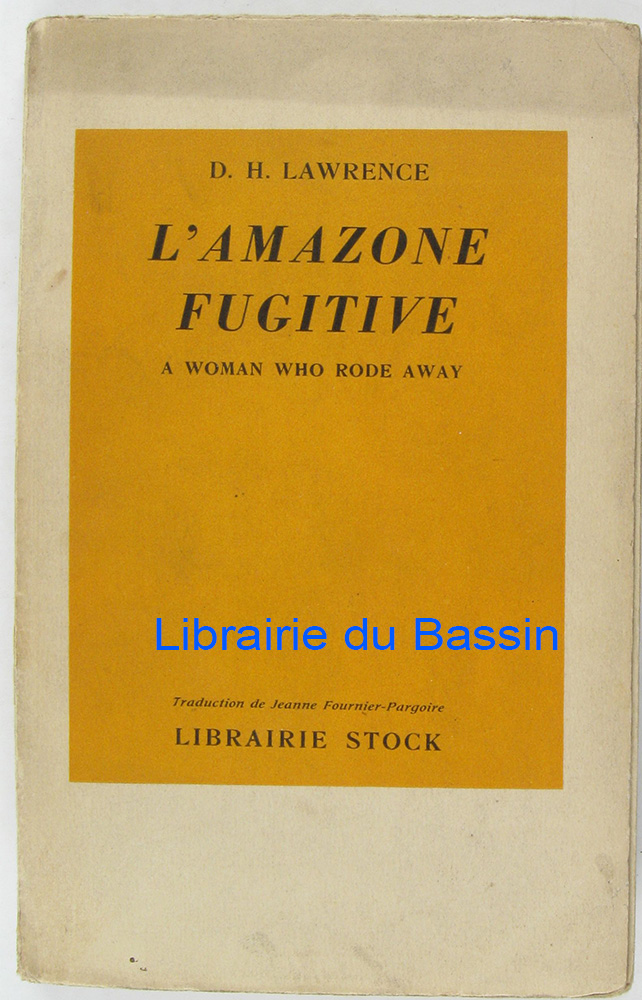 D. H. LAWRENCE
L'AMAZONE
FUGITIVE
A WOMAN WHO RODE AWAY
Librairie du Bassin
Traduction de Jeanne Fournier-Pargoire
LIBRAIRIE STOCK